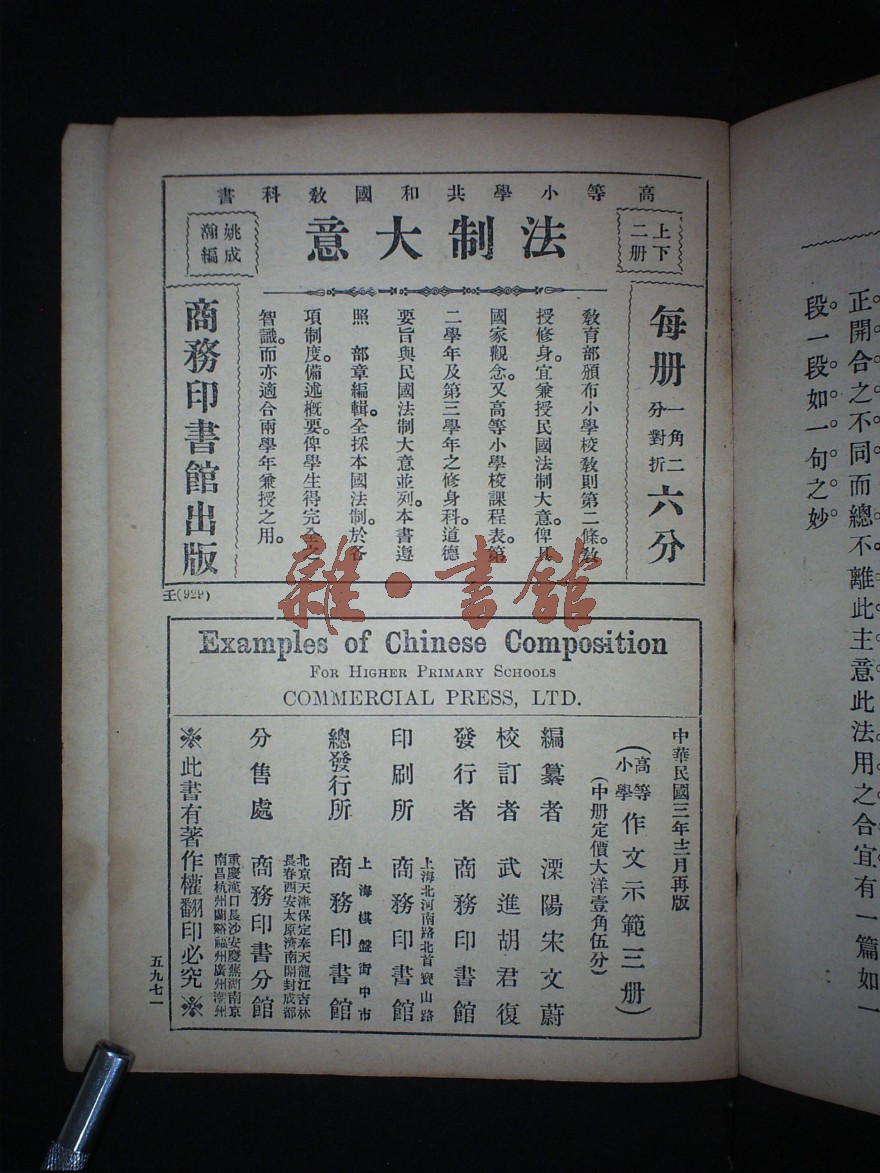 高等小學共和國教科書
上下
二冊
法制大意
姚成
瀚編
每冊
一角二
分對折
六分
教育部頒布小學校教則第二條。教
授修身。宜兼授民國法制大意。俾具
國家觀念。又高等小學校課程表。第
二學年及第三學年之修身科。道德
要旨與民國法制大意並列。本書遵
照 部章編輯。全採本國法制。於各
項制度。備述概要。俾學生得完全之
智識。而亦適合兩學年兼授之用。
商務印書館出版
壬(929)
雜·書館
Examples of Chinese Composition
FOR HIGHER PRIMARY SCHOOLS
COMMERCIAL PRESS, LTD.
中華民國三年十二月再版
(高等小學作文示範三冊)
(中册定價大洋壹角伍分)
編纂者 溧陽宋文蔚
校訂者 武進胡君復
發行者 商務印書館
上海北河南路北首寶山路
印刷所 商務印書館
上海棋盤街中市
總發行所 商務印書館
北京天津保定奉天龍江吉林
長春西安太原濟南開封成都
分售處 商務印書分館
重慶漢口長沙安慶蕪湖南京
南昌杭州蘭谿福州廣州潮州
※此書有著作權翻印必究※
五九七一
正。開合之不同而總不離此主意此法用之合宜有一篇如一
段一段如一句之妙